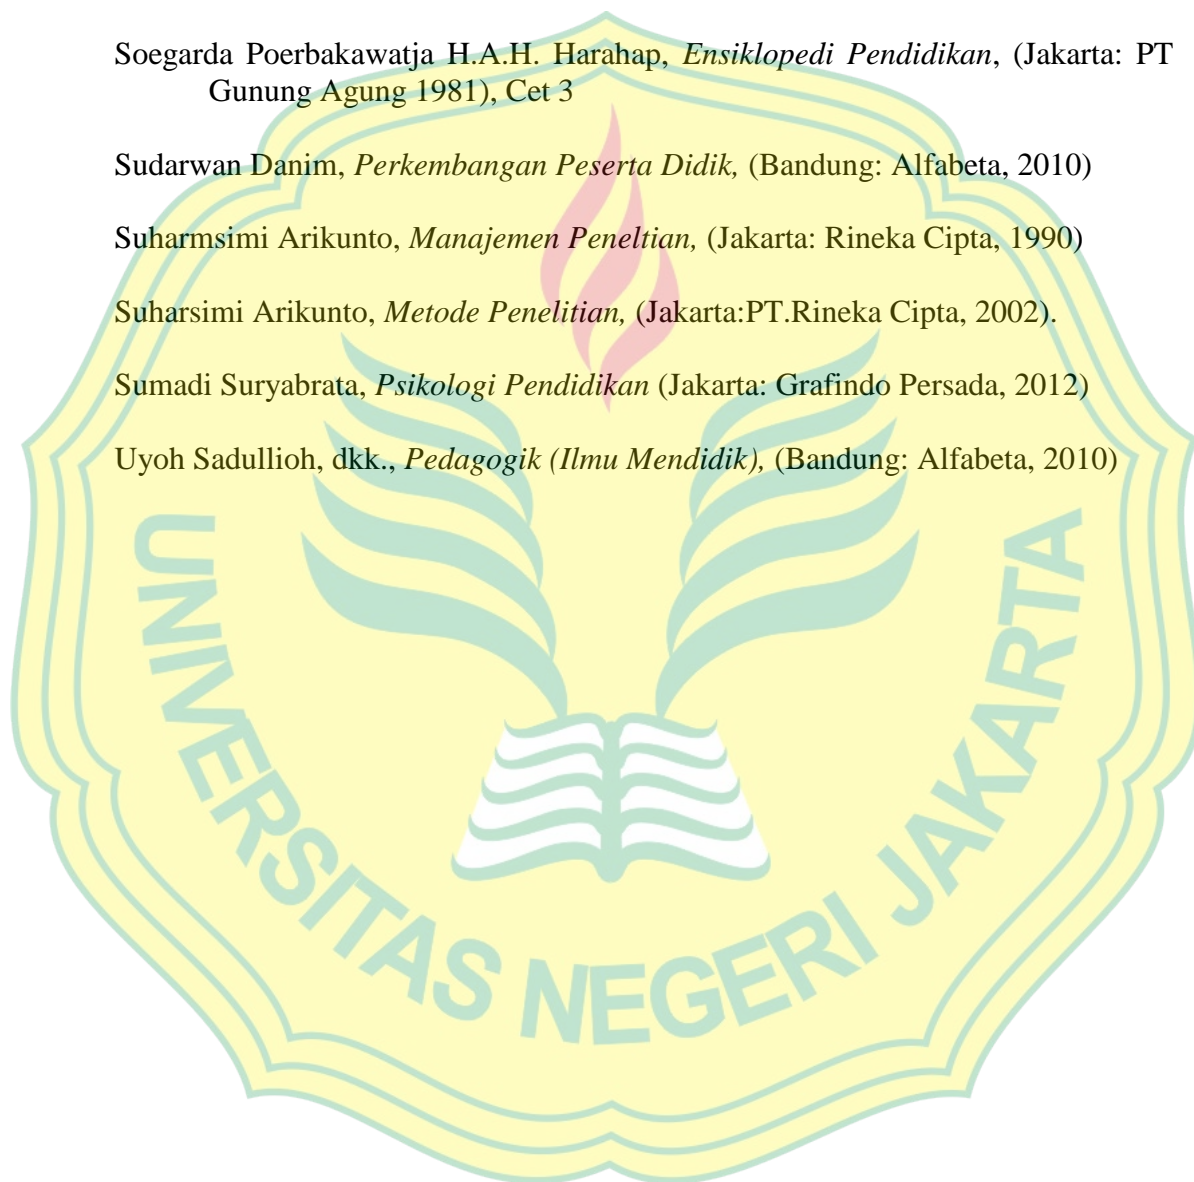 Soegarda Poerbakawatja H.A.H. Harahap, Ensiklopedi Pendidikan, (Jakarta: PT
Gunung Agung 1981), Cet 3
Sudarwan Danim, Perkembangan Peserta Didik, (Bandung: Alfabeta, 2010)
Suharmsimi Arikunto, Manajemen Peneltian, (Jakarta: Rineka Cipta, 1990)
Suharsimi Arikunto, Metode Penelitian, (Jakarta:PT.Rineka Cipta, 2002).
Sumadi Suryabrata, Psikologi Pendidikan (Jakarta: Grafindo Persada, 2012)
Uyoh Sadullioh, dkk., Pedagogik (Ilmu Mendidik), (Bandung: Alfabeta, 2010)
UNIVERSITAS NEGERI JAKARTA